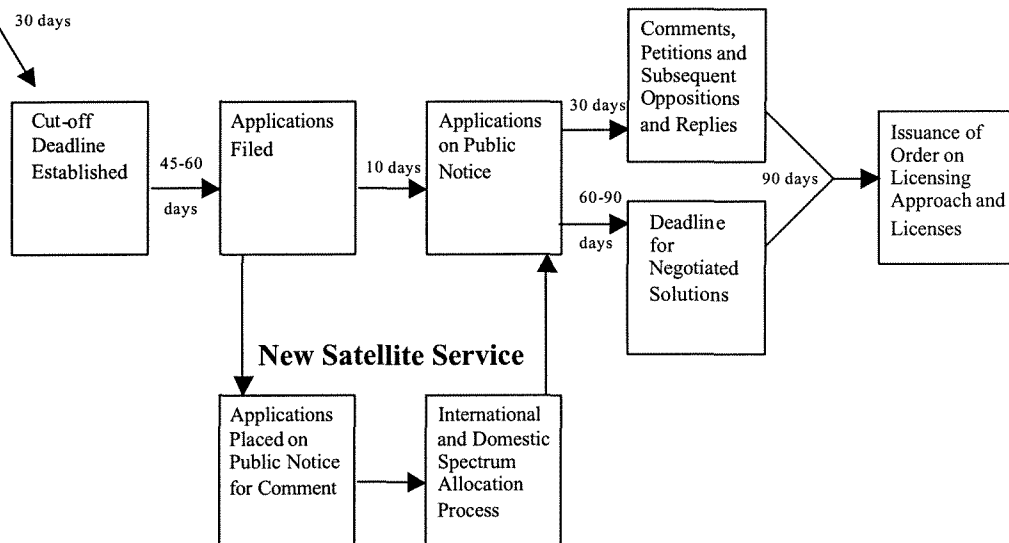 30 days
Cut-off
Deadline
Established
45-60
days
Applications
Filed
10 days
Applications
on Public
Notice
30 days
60-90
days
Comments,
Petitions and
Subsequent
Oppositions
and Replies
Deadline
for
Negotiated
Solutions
90 days
Issuance of
Order on
Licensing
Approach and
Licenses
New Satellite Service
Applications
Placed on
Public Notice
for Comment
International
and Domestic
Spectrum
Allocation
Process